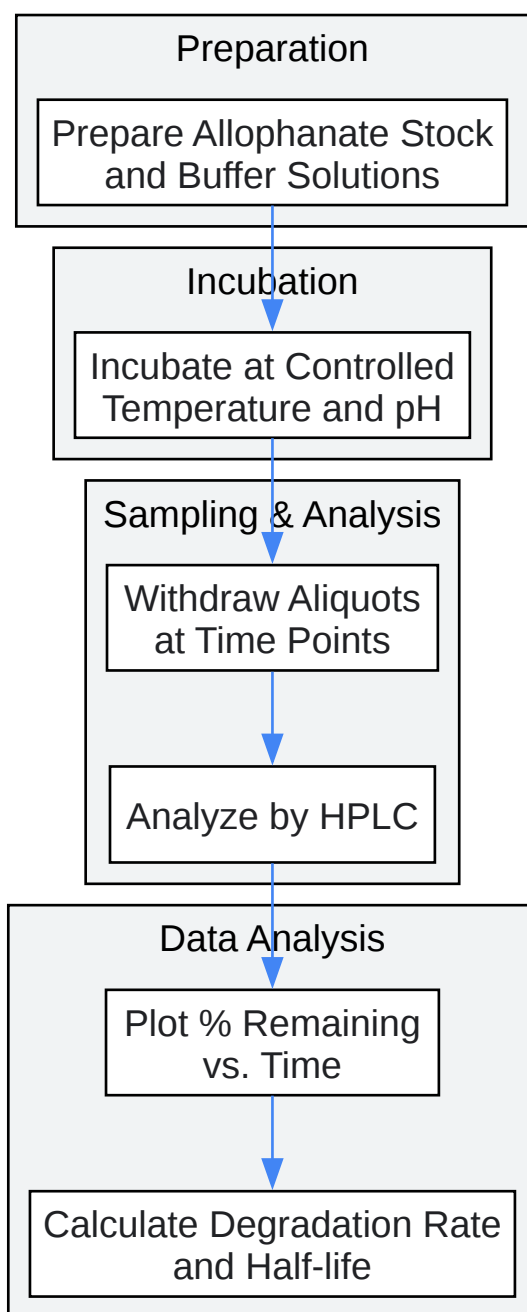 Preparation
Prepare Allophanate Stock
and Buffer Solutions
Incubation
Incubate at Controlled
Temperature and pH
Sampling & Analysis
Withdraw Aliquots
at Time Points
Analyze by HPLC
Data Analysis
Plot % Remaining
vs. Time
Calculate Degradation Rate
and Half-life